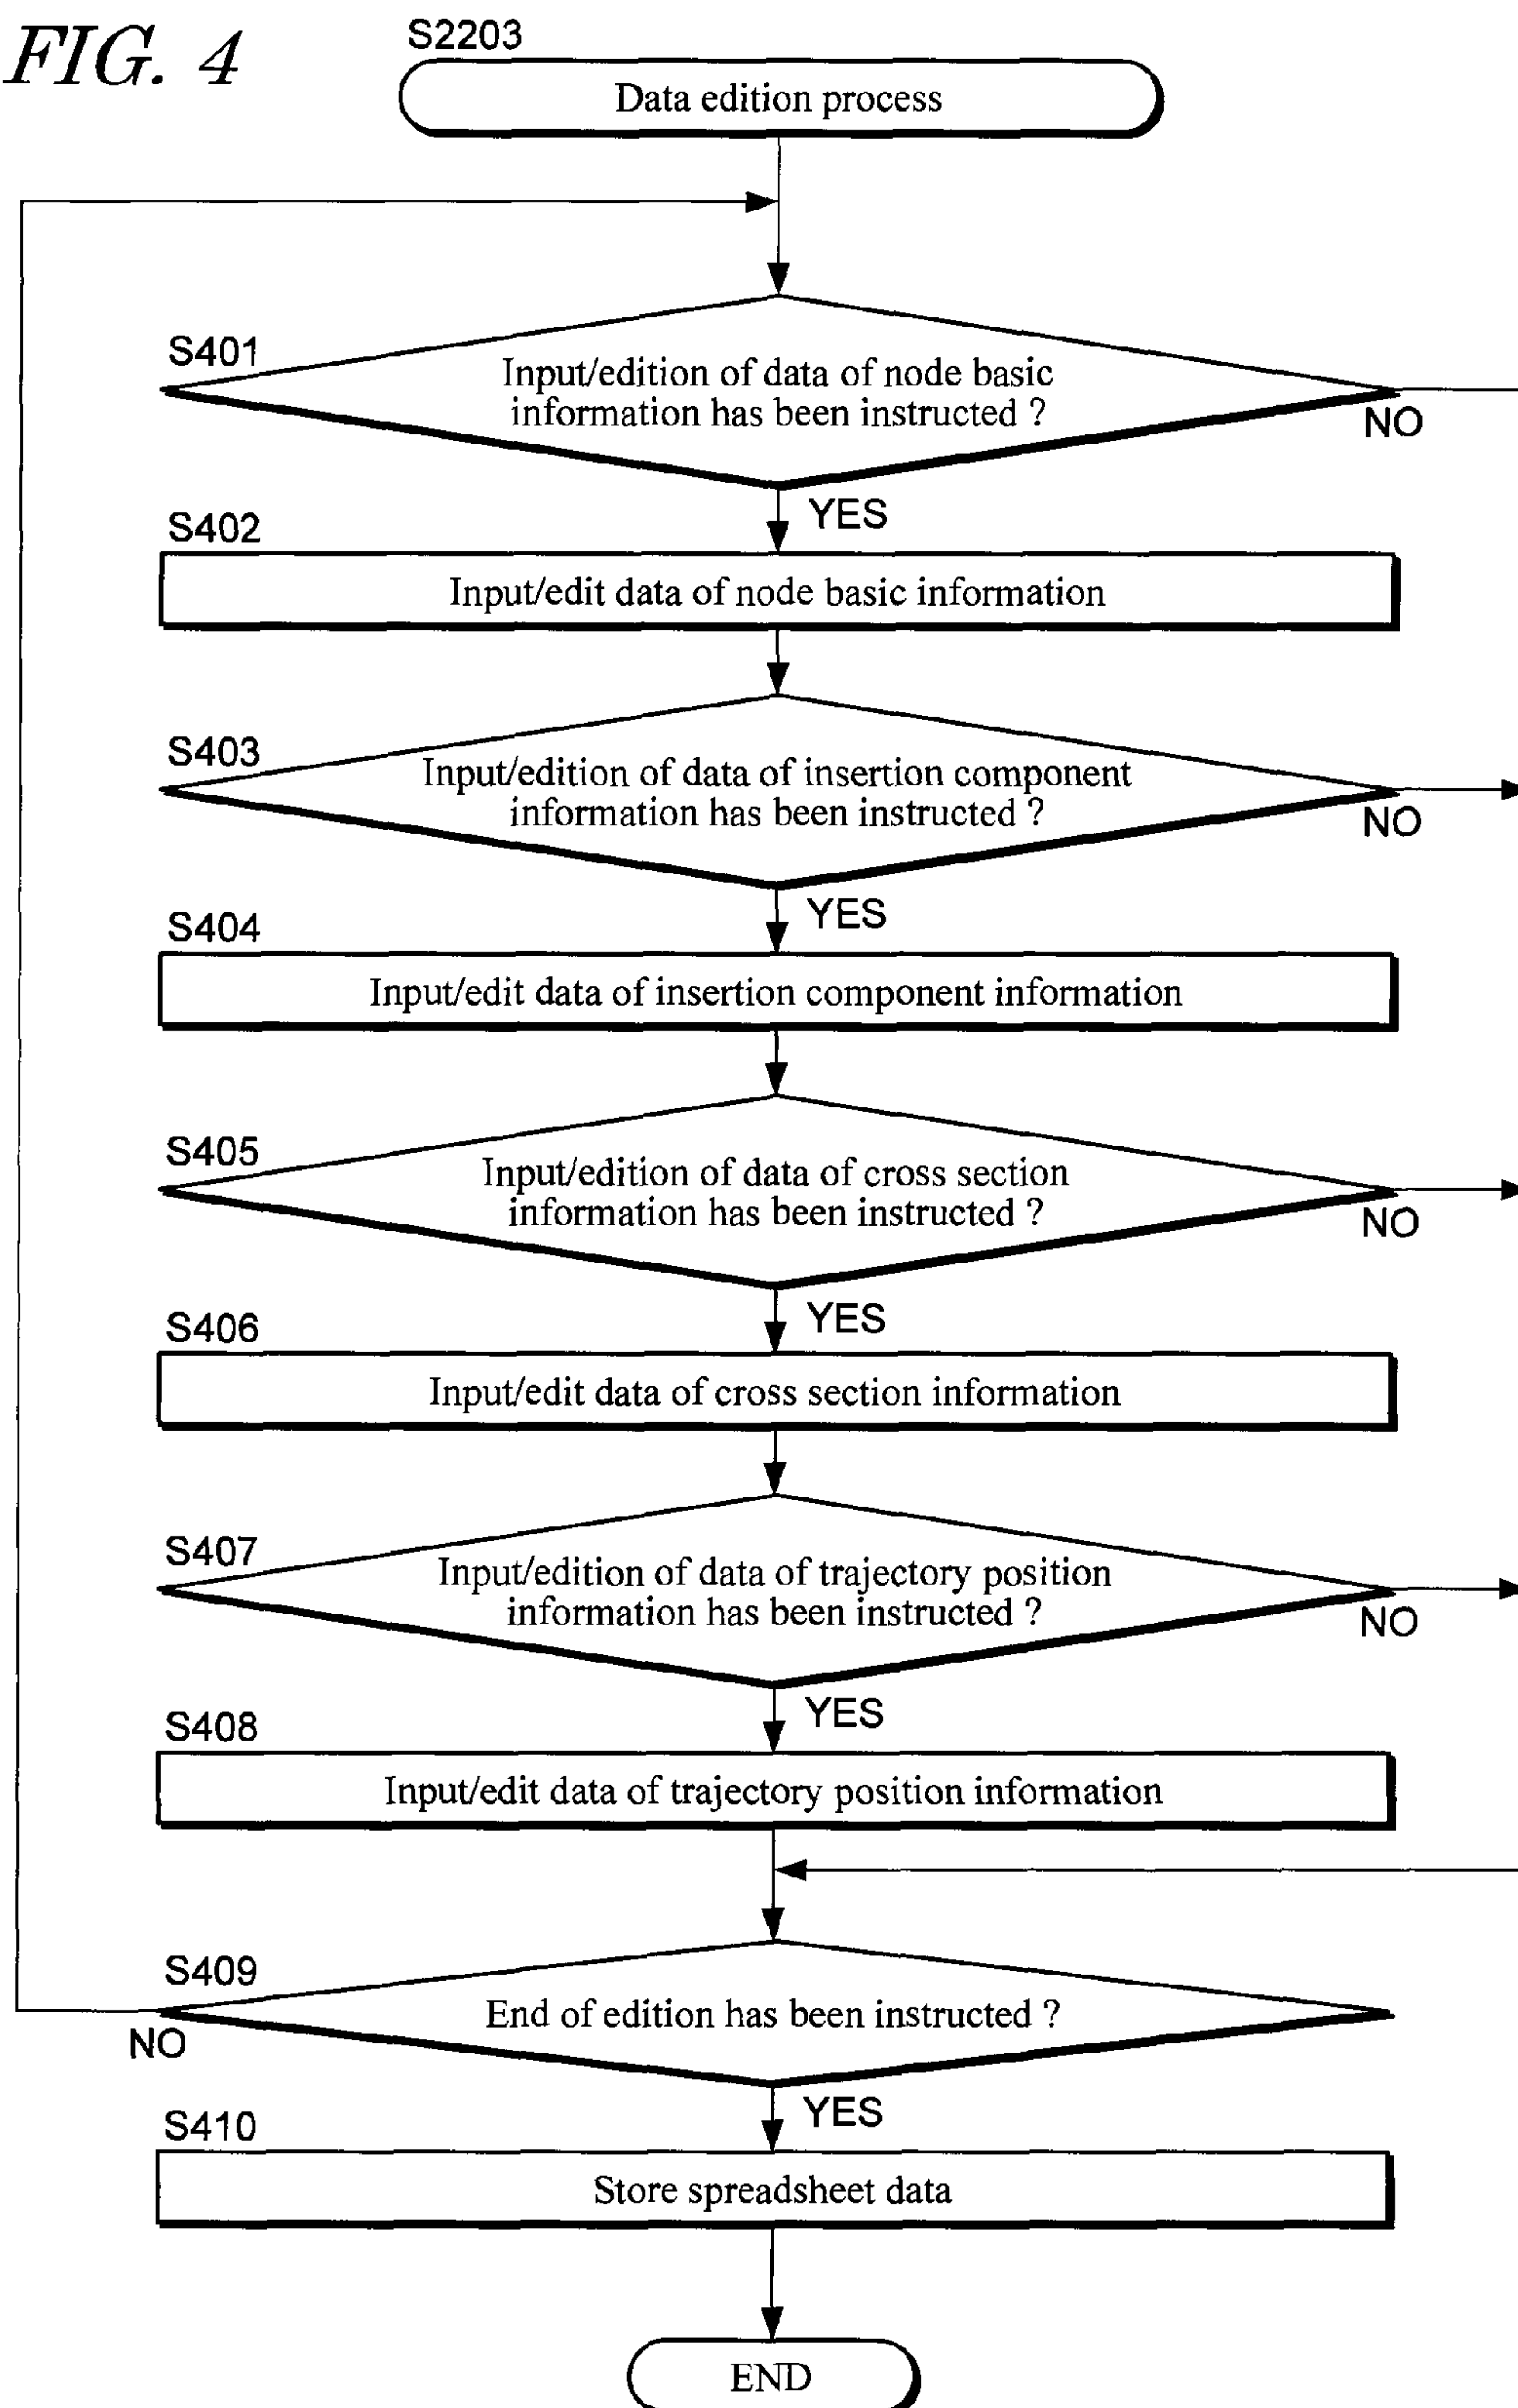 FIG. 4
S2203
Data edition process
S401
Input/edition of data of node basic
information has been instructed ?
NO
YES
S402
Input/edit data of node basic information
S403
Input/edition of data of insertion component
information has been instructed ?
NO
YES
S404
Input/edit data of insertion component information
S405
Input/edition of data of cross section
information has been instructed ?
NO
YES
S406
Input/edit data of cross section information
S407
Input/edition of data of trajectory position
information has been instructed ?
NO
YES
S408
Input/edit data of trajectory position information
S409
End of edition has been instructed ?
NO
YES
S410
Store spreadsheet data
END